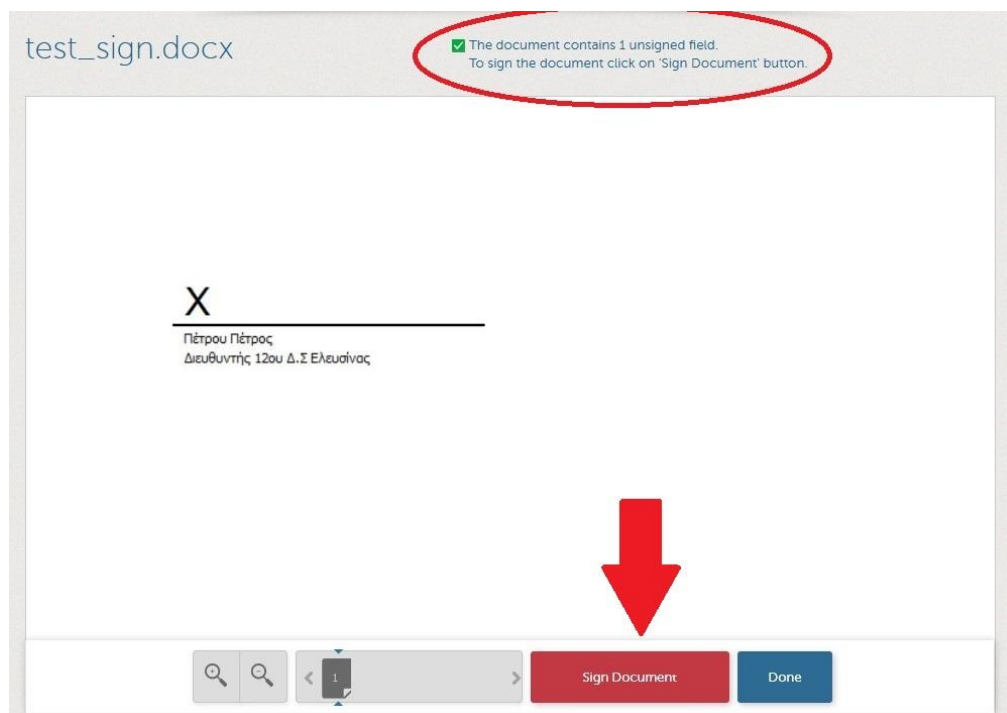 test_sign.docx
The document contains 1 unsigned field.
To sign the document click on 'Sign Document' button.
X
Πέτρου Πέτρος
Διευθυντής 12ου Δ.Σ Ελευσίνας
1
Sign Document
Done